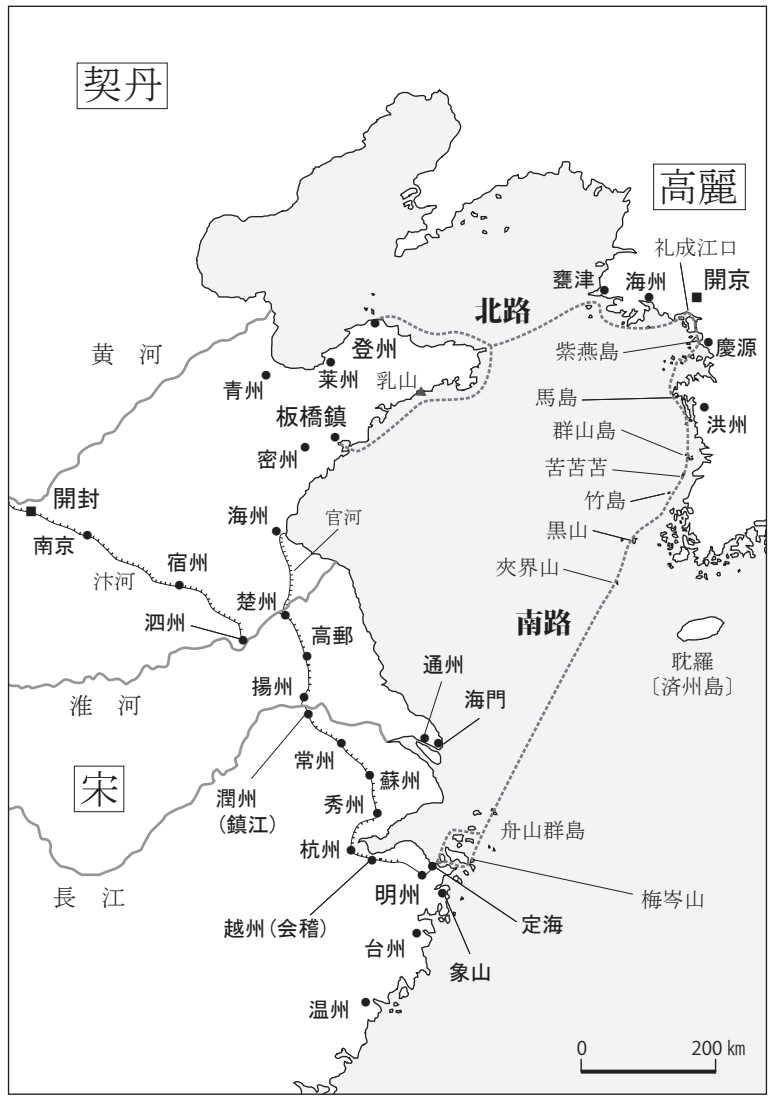 契丹
高麗
礼成江口
甕津
海州
開京
北路
登州
紫燕島
慶源
黄 河
莱州
乳山
青州
馬島
洪州
板橋鎮
群山島
密州
苫苫苫
竹島
開封
海州
官河
南京
黒山
宿州
汴河
夾界山
楚州
泗州
高郵
南路
耽羅
〔済州島〕
通州
揚州
海門
淮 河
常州
宋
蘇州
潤州
(鎮江)
秀州
舟山群島
杭州
長 江
明州
梅岑山
越州(会稽)
定海
台州
象山
温州
0 200 km